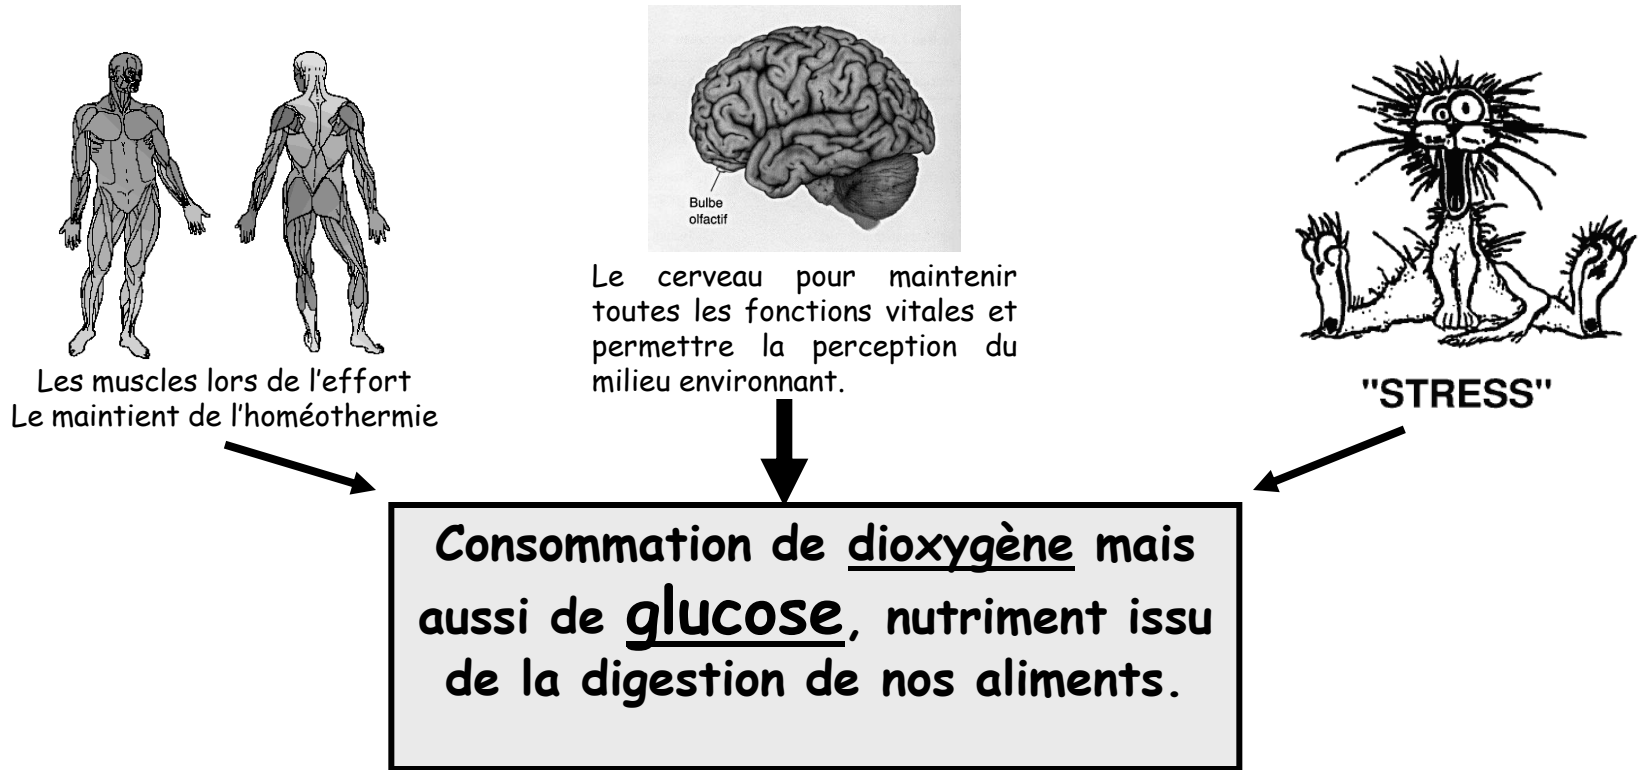 Bulbe
olfactif
Les muscles lors de l'effort
Le maintient de l'homéothermie
Le cerveau pour maintenir
toutes les fonctions vitales et
permettre la perception du
milieu environnant.
"STRESS"
Consommation de dioxygène mais
aussi de glucose, nutriment issu
de la digestion de nos aliments.